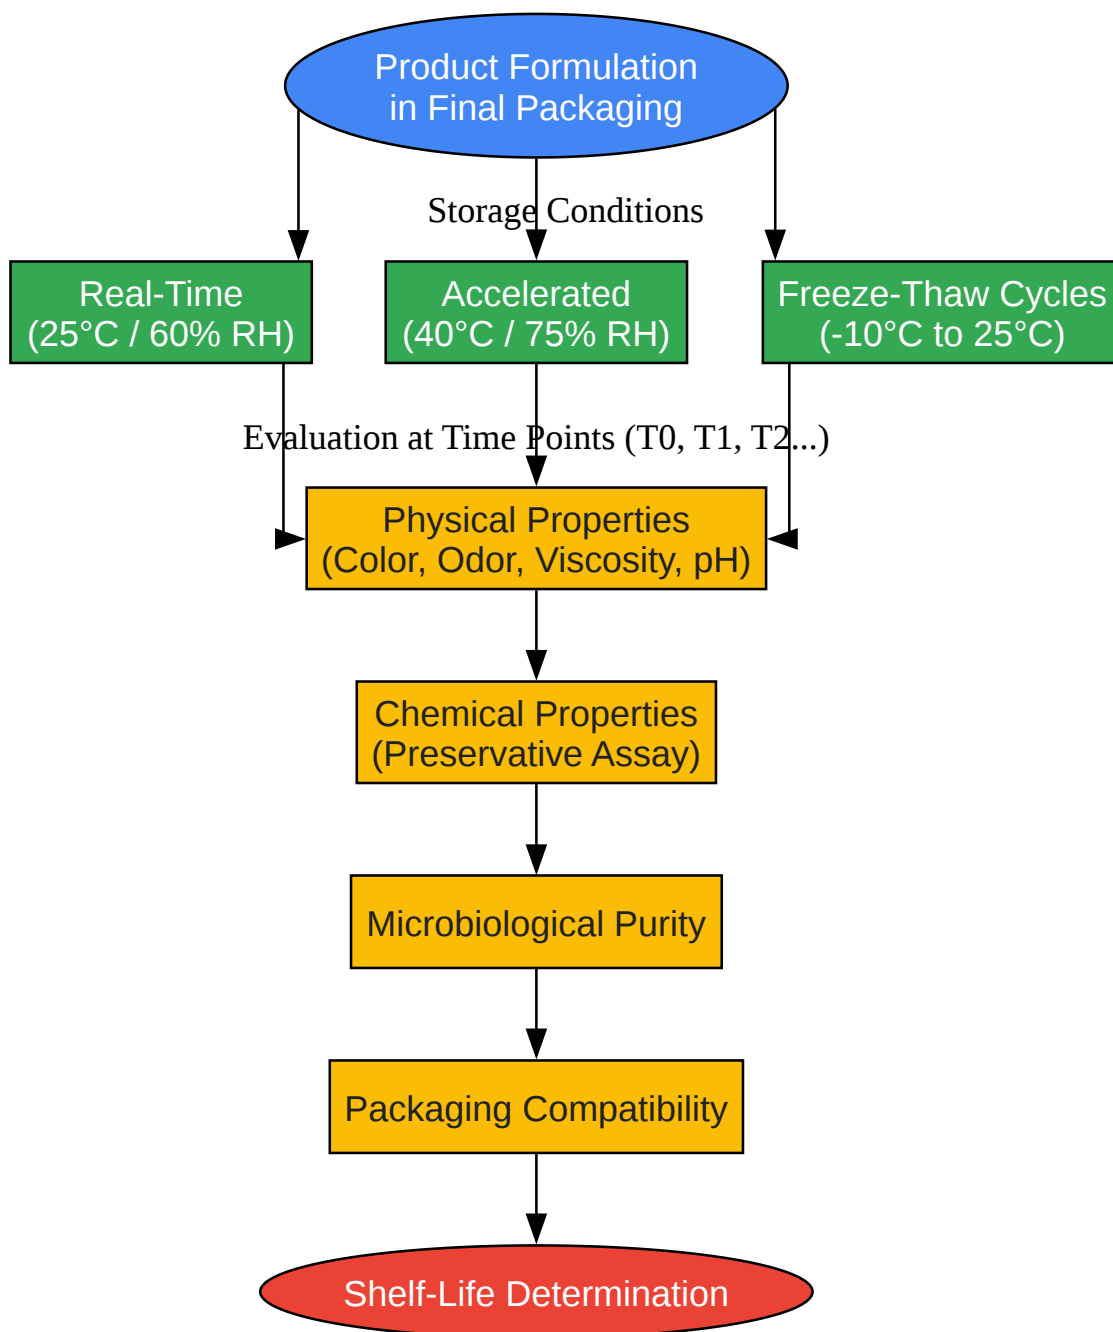 Product Formulation
in Final Packaging
Storage Conditions
Real-Time
(25°C / 60% RH)
Accelerated
(40°C / 75% RH)
Freeze-Thaw Cycles
(-10°C to 25°C)
Evaluation at Time Points (T0, T1, T2...)
Physical Properties
(Color, Odor, Viscosity, pH)
Chemical Properties
(Preservative Assay)
Microbiological Purity
Packaging Compatibility
Shelf-Life Determination